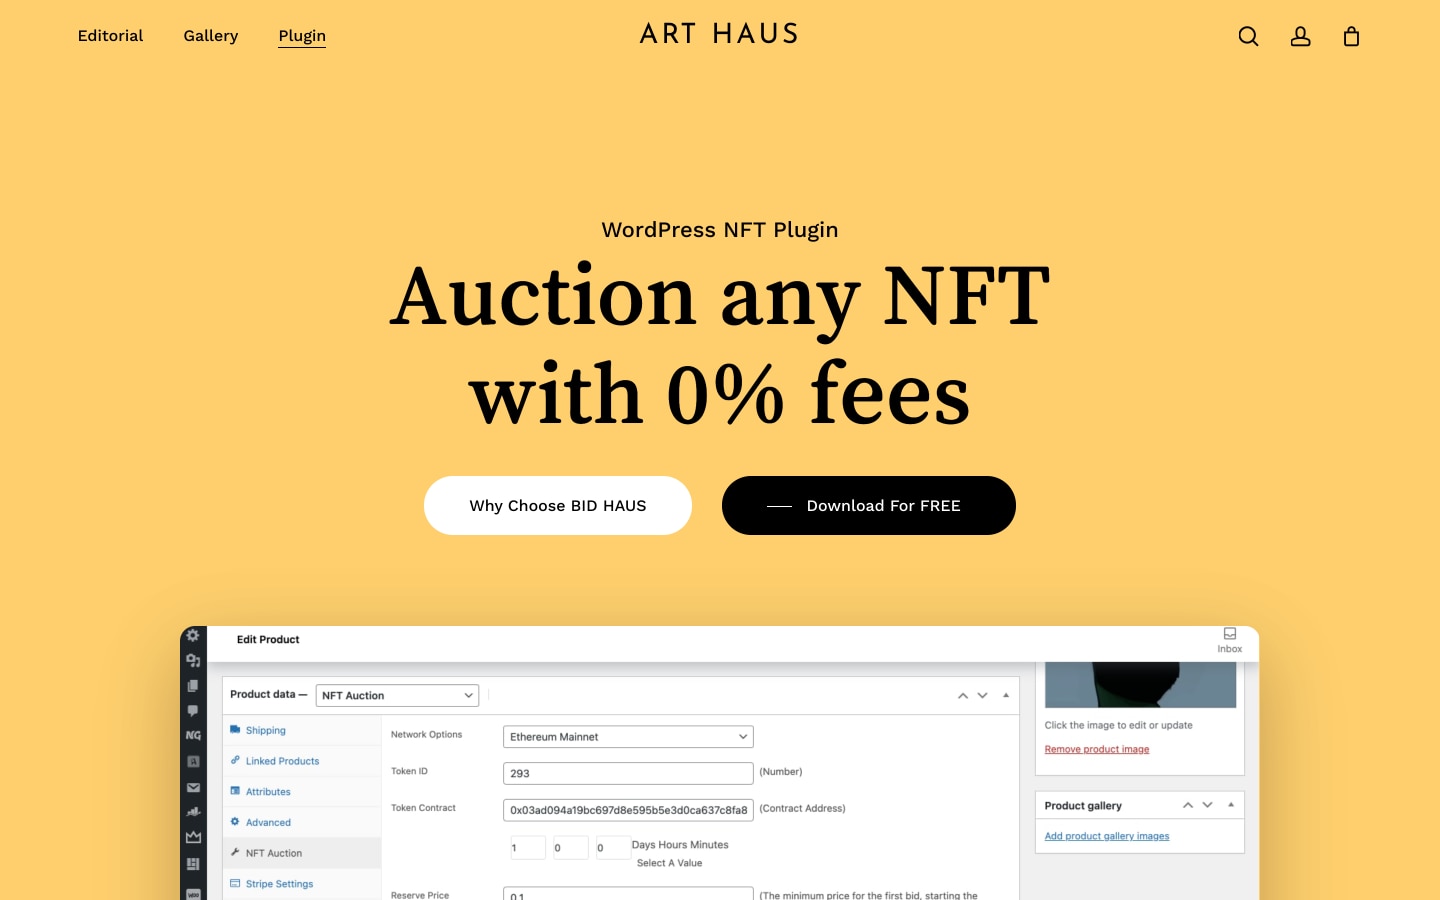 Editorial
Gallery
Plugin
ART HAUS
WordPress NFT Plugin
Auction any NFT
with 0% fees
Why Choose BID HAUS
Download For FREE
Edit Product
Inbox
Product data —
NFT Auction
Shipping
Linked Products
Attributes
Advanced
NFT Auction
Stripe Settings
Network Options
Ethereum Mainnet
Token ID
293
(Number)
Token Contract
0x03ad094a19bc697d8e595b5e3d0ca637c8fa8
(Contract Address)
1
0
0
Days Hours Minutes
Select A Value
Reserve Price
0.1
(The minimum price for the first bid, starting the
Click the image to edit or update
Remove product image
Product gallery
Add product gallery images